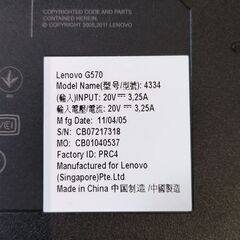 COPYRIGHTED CODE AND PARTS
COPYRIGHT LENOVO 2005,2011 LENOVO
Lenovo G570
Model Name(型号/型號): 4334
(輸入)INPUT: 20V⎓3,25A
輸入電壓/電流: 20V⎓3,25A
Mfg Date: 11/04/05
S/N: CB07217318
MO: CB01040537
Factory ID: PRC4
Manufactured for Lenovo
(Singapore)Pte.Ltd
Made in China 中国制造 /中國製造